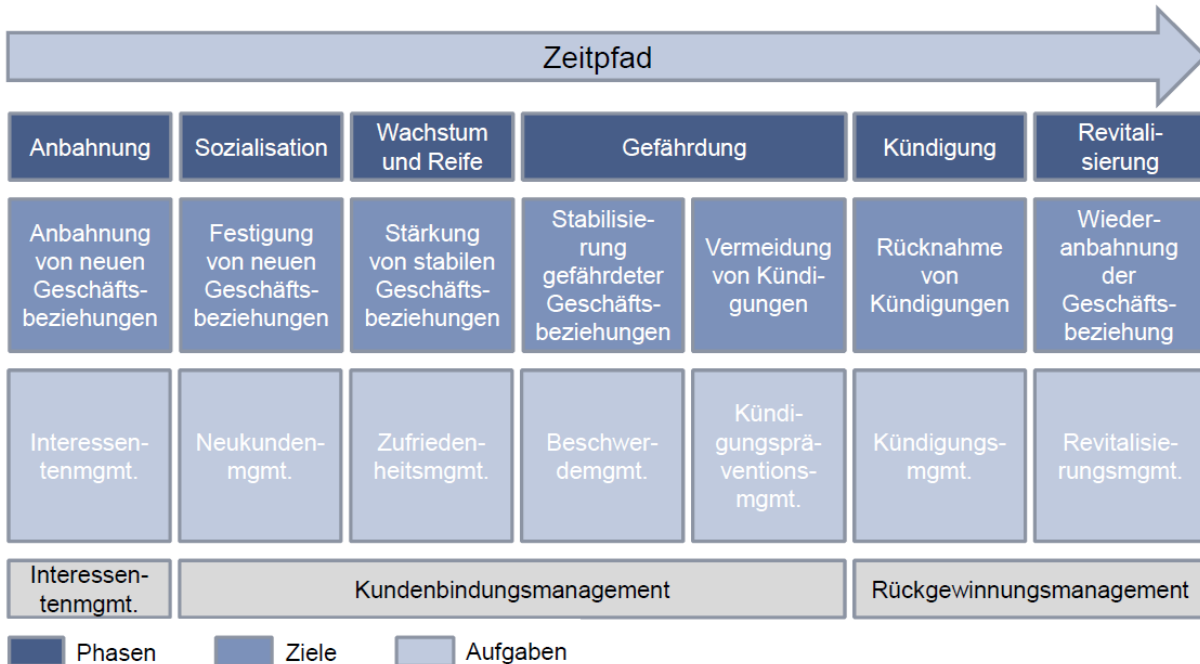 Zeitpfad
Anbahnung
Sozialisation
Wachstum
und Reife
Gefährdung
Kündigung
Revitali-
sierung
Anbahnung
von neuen
Geschäfts-
beziehungen
Festigung
von neuen
Geschäfts-
beziehungen
Stärkung
von stabilen
Geschäfts-
beziehungen
Stabilisie-
rung
gefährdeter
Geschäfts-
beziehungen
Vermeidung
von Kündi-
gungen
Rücknahme
von
Kündigungen
Wieder-
anbahnung
der
Geschäfts-
beziehung
Interessen-
tenmgmt.
Neukunden-
mgmt.
Zufrieden-
heitsmgmt.
Beschwer-
demgmt.
Kündi-
gungsprä-
ventions-
mgmt.
Kündigungs-
mgmt.
Revitalisie-
rungsmgmt.
Interessen-
tenmgmt.
Kundenbindungsmanagement
Rückgewinnungsmanagement
Phasen
Ziele
Aufgaben